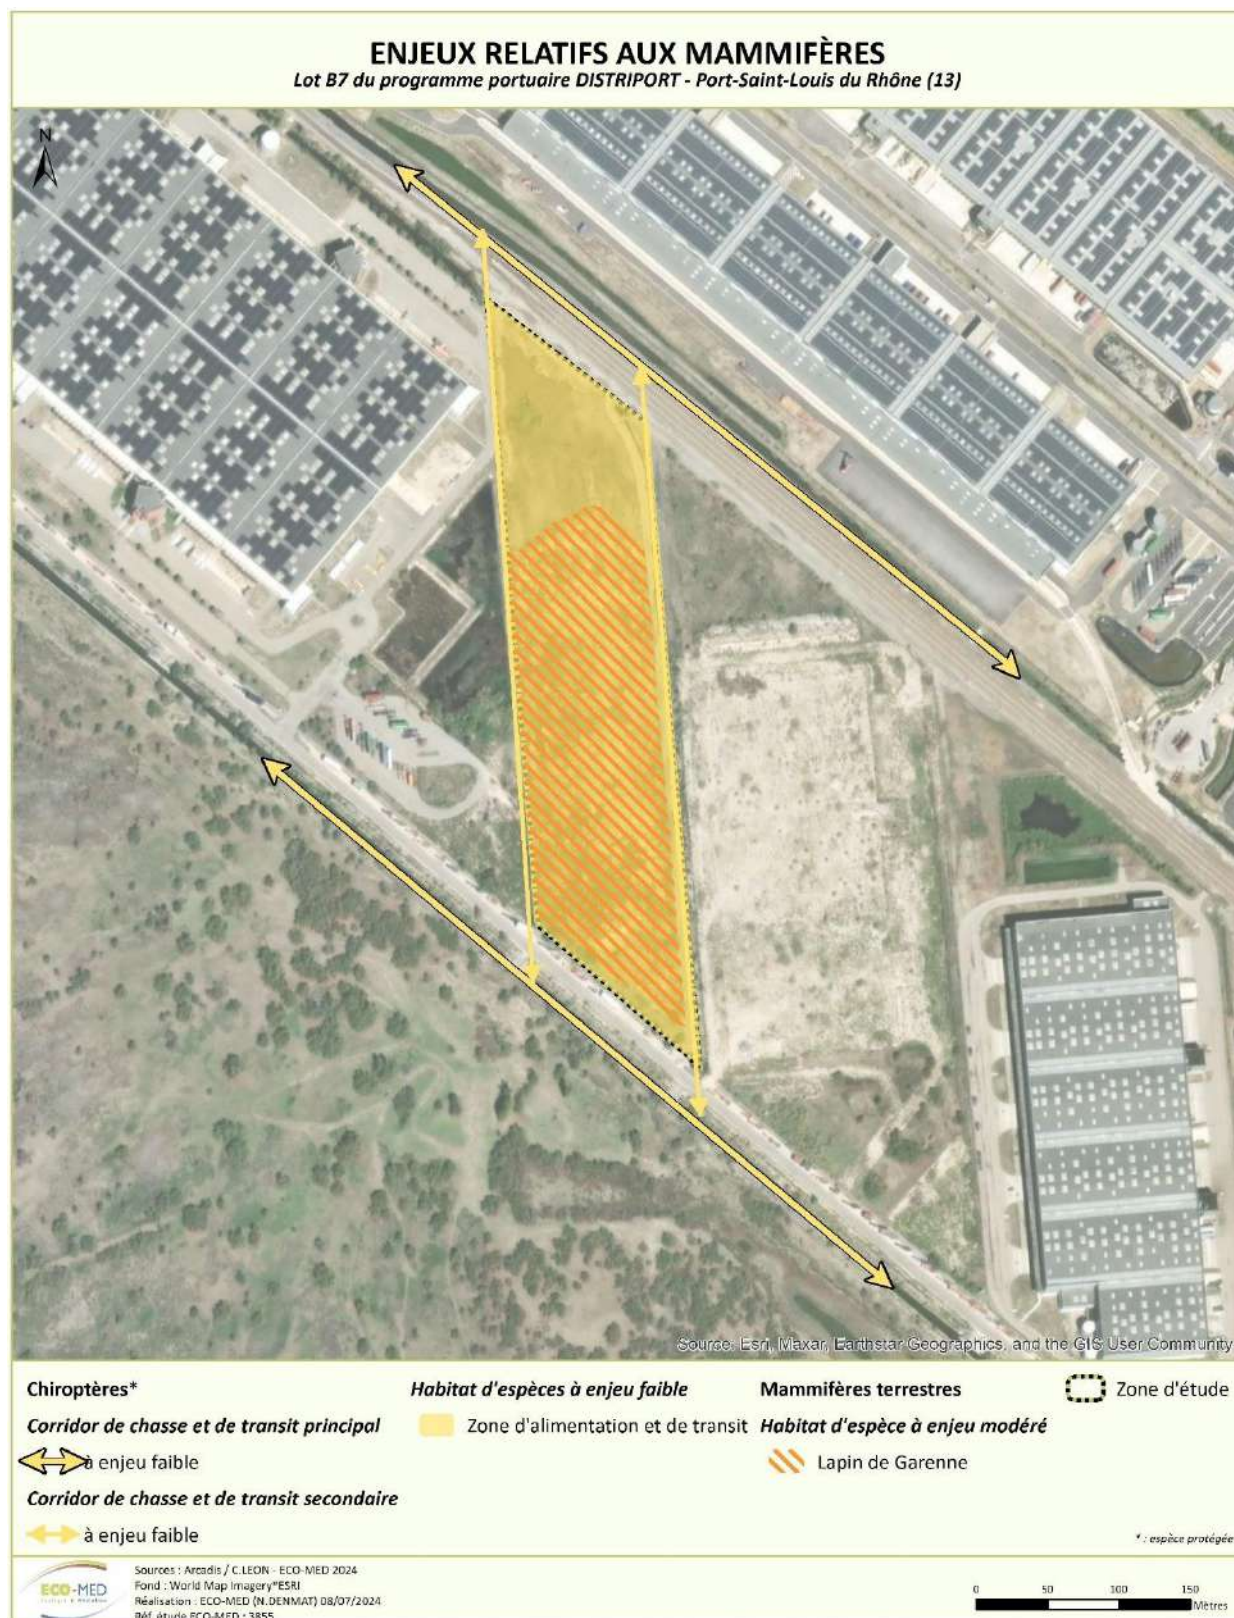 ENJEUX RELATIFS AUX MAMMIFÈRES
Lot B7 du programme portuaire DISTRIPORT - Port-Saint-Louis du Rhône (13)
N
Source: Esri, Maxar, Earthstar Geographics, and the GIS User Community
Chiroptères*
Corridor de chasse et de transit principal
à enjeu faible
Corridor de chasse et de transit secondaire
à enjeu faible
Habitat d'espèces à enjeu faible
Zone d'alimentation et de transit
Mammifères terrestres
Habitat d'espèce à enjeu modéré
Lapin de Garenne
Zone d'étude
* : espèce protégée
ECO-MED
Sources : Arcadis / C.LEON - ECO-MED 2024
Fond : World Map Imagery*ESRI
Réalisation : ECO-MED (N.DENMAT) 08/07/2024
Réf. étude ECO-MED : 3855
0 50 100 150
Mètres